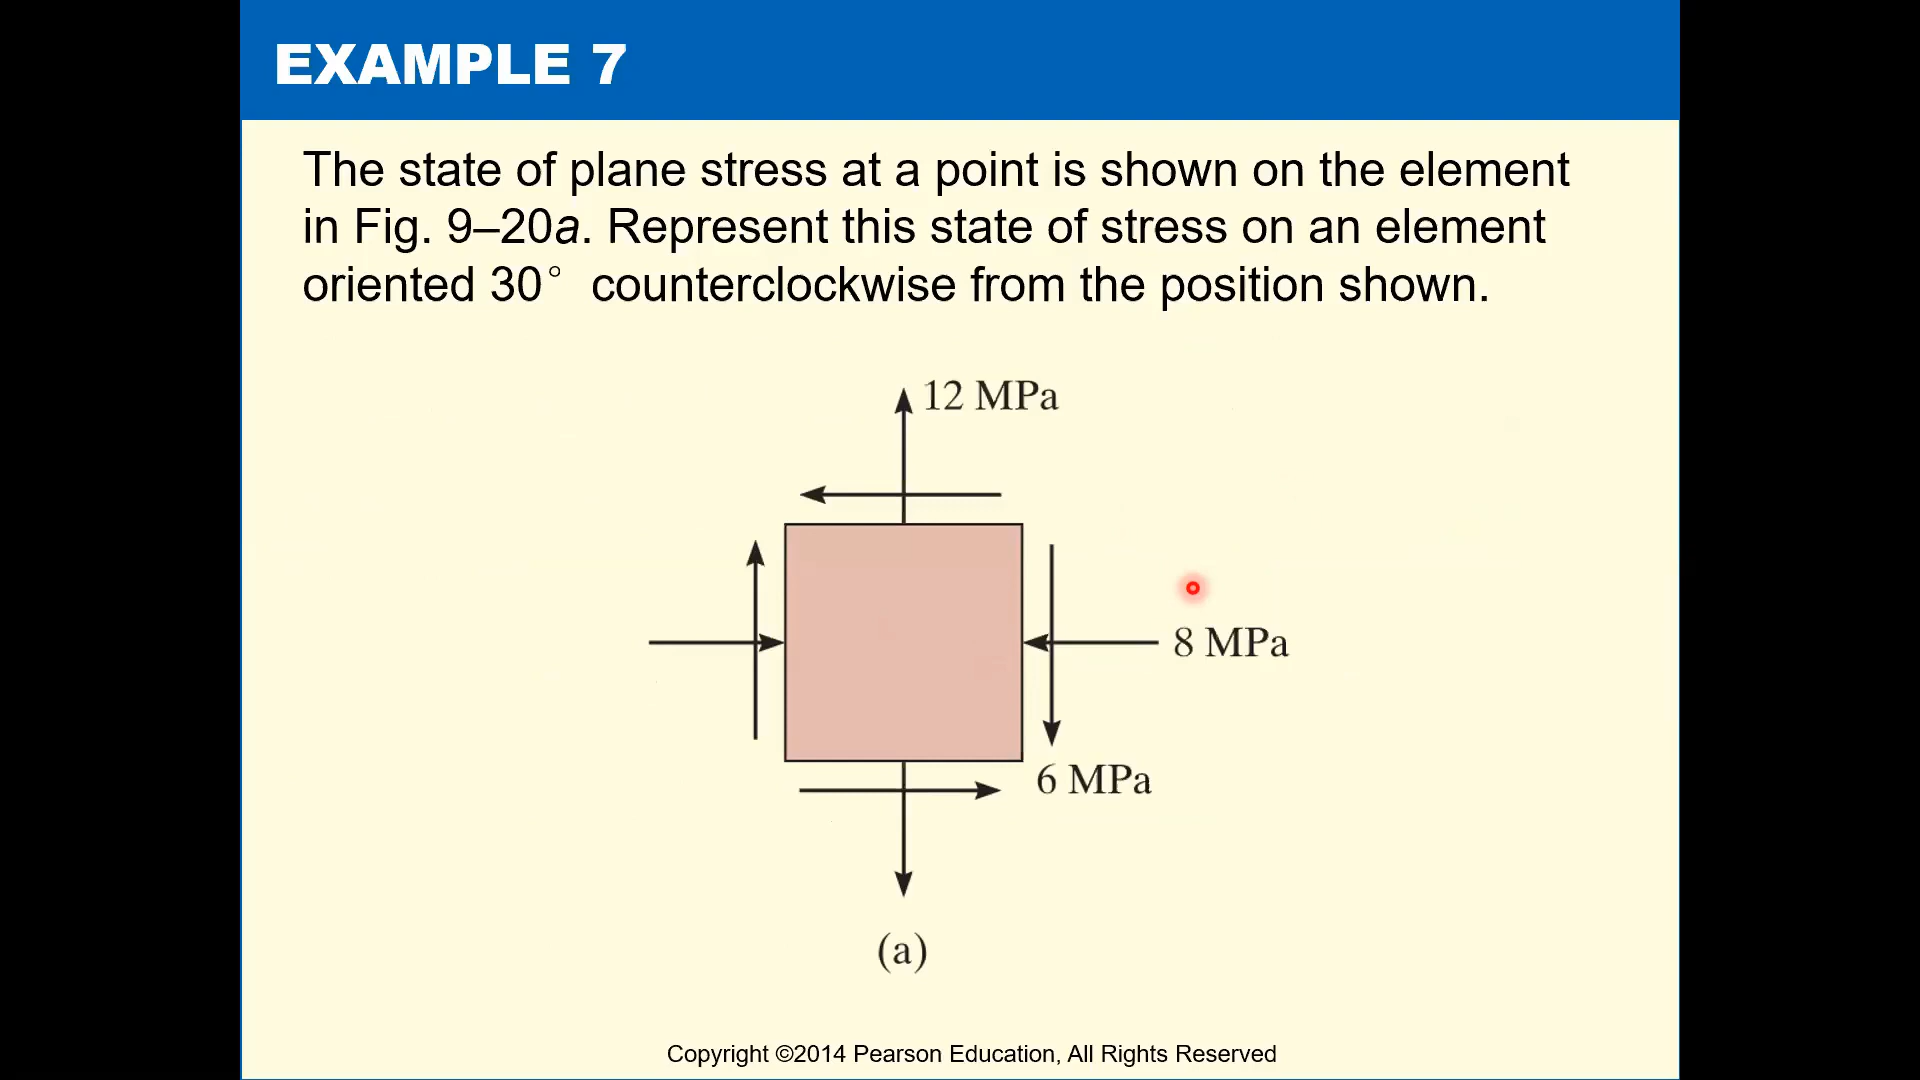 EXAMPLE 7
The state of plane stress at a point is shown on the element
in Fig. 9–20a. Represent this state of stress on an element
oriented 30° counterclockwise from the position shown.
12 MPa
8 MPa
6 MPa
(a)
Copyright ©2014 Pearson Education, All Rights Reserved